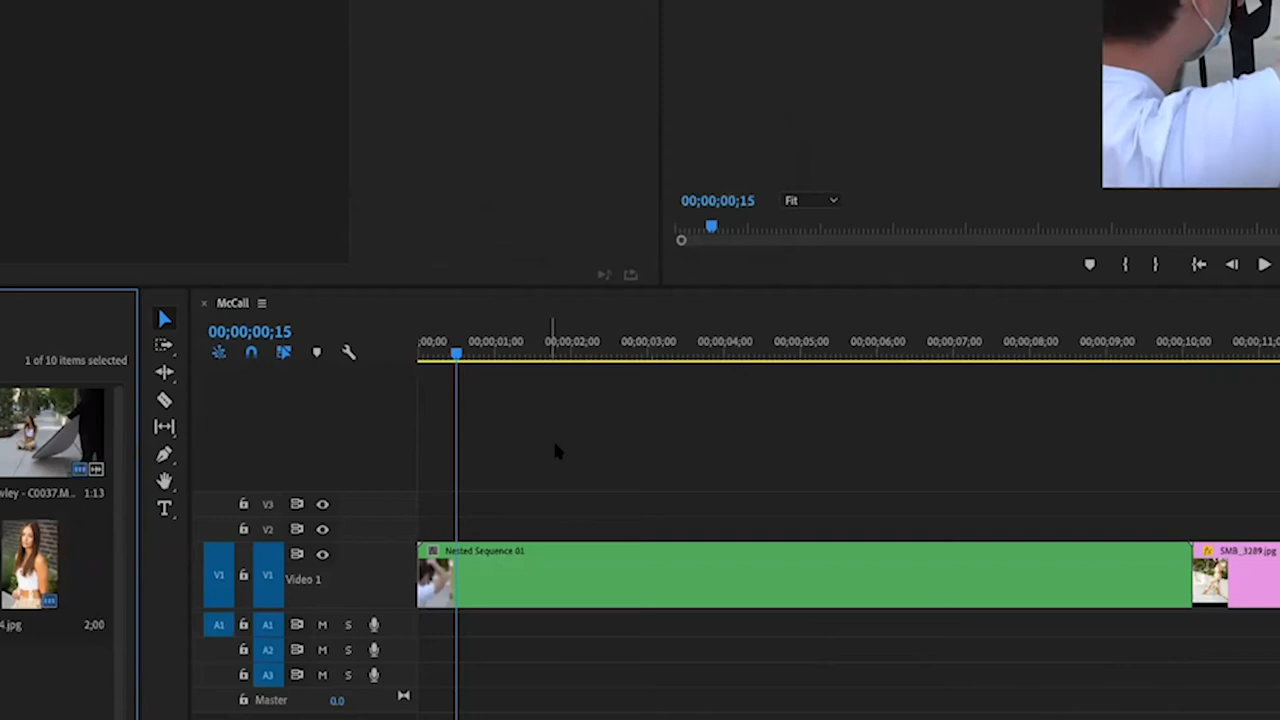 00;00;00;15
Fit
McCall
00;00;00;15
;00;00
00;00;01;00
00;00;02;00
00;00;03;00
00;00;04;00
00;00;05;00
00;00;06;00
00;00;07;00
00;00;08;00
00;00;09;00
00;00;10;00
00;00;11;0
1 of 10 items selected
wley - C0037.M... 1:13
4.jpg 2;00
V3
V2
Nested Sequence 01
SMB_3289.jpg
V1
V1
Video 1
A1
A1
M
S
A2
M
S
A3
M
S
Master
0.0